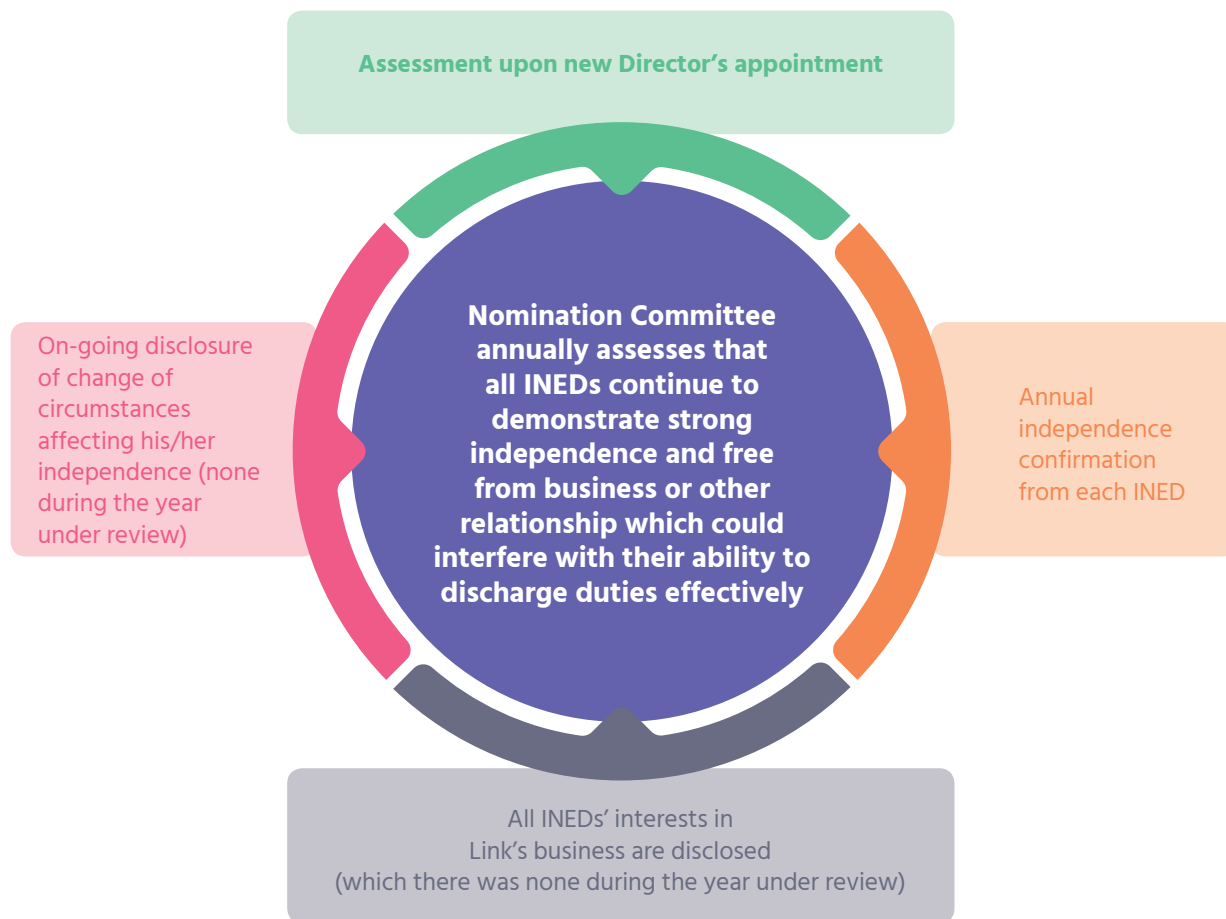 Assessment upon new Director’s appointment
On-going disclosure
of change of
circumstances
affecting his/her
independence (none
during the year
under review)
Nomination Committee
annually assesses that
all INEDs continue to
demonstrate strong
independence and free
from business or other
relationship which could
interfere with their ability to
discharge duties effectively
Annual
independence
confirmation
from each INED
All INEDs’ interests in
Link’s business are disclosed
(which there was none during the year under review)